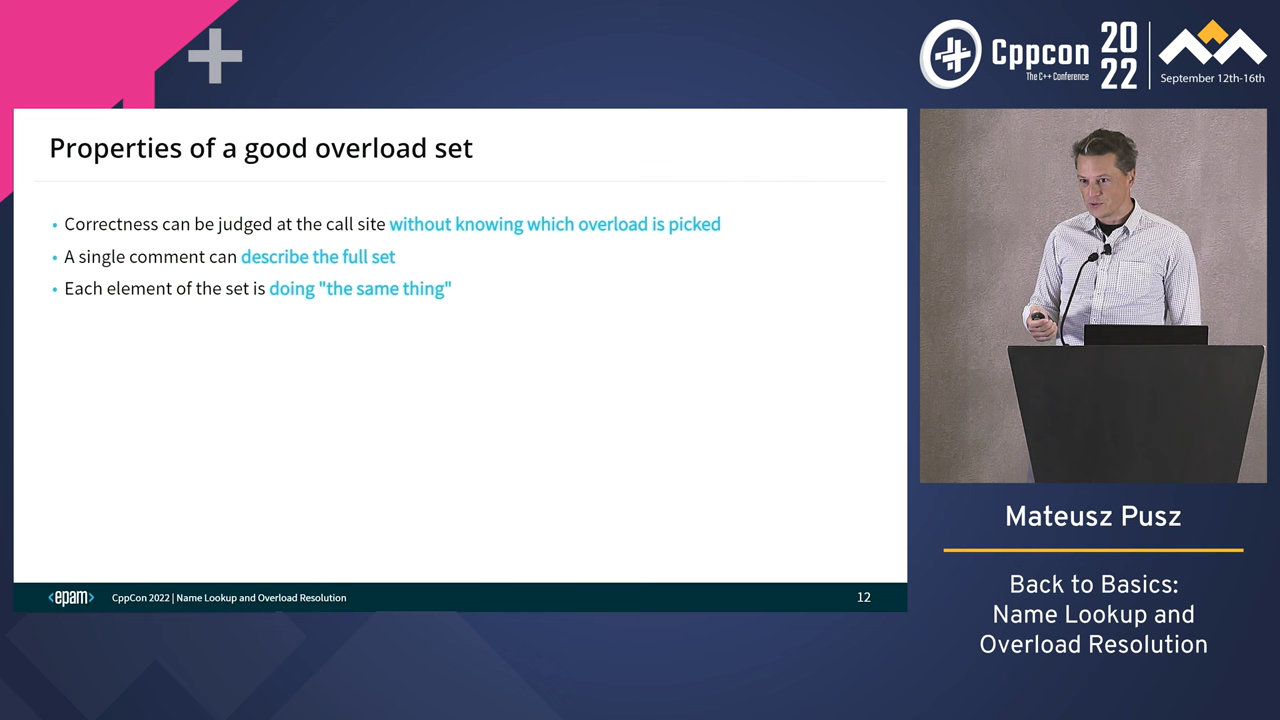 Cppcon
The C++ Conference
20
22
September 12th-16th
Properties of a good overload set
• Correctness can be judged at the call site without knowing which overload is picked
• A single comment can describe the full set
• Each element of the set is doing "the same thing"
<epam> CppCon 2022 | Name Lookup and Overload Resolution 12
Mateusz Pusz
Back to Basics:
Name Lookup and
Overload Resolution